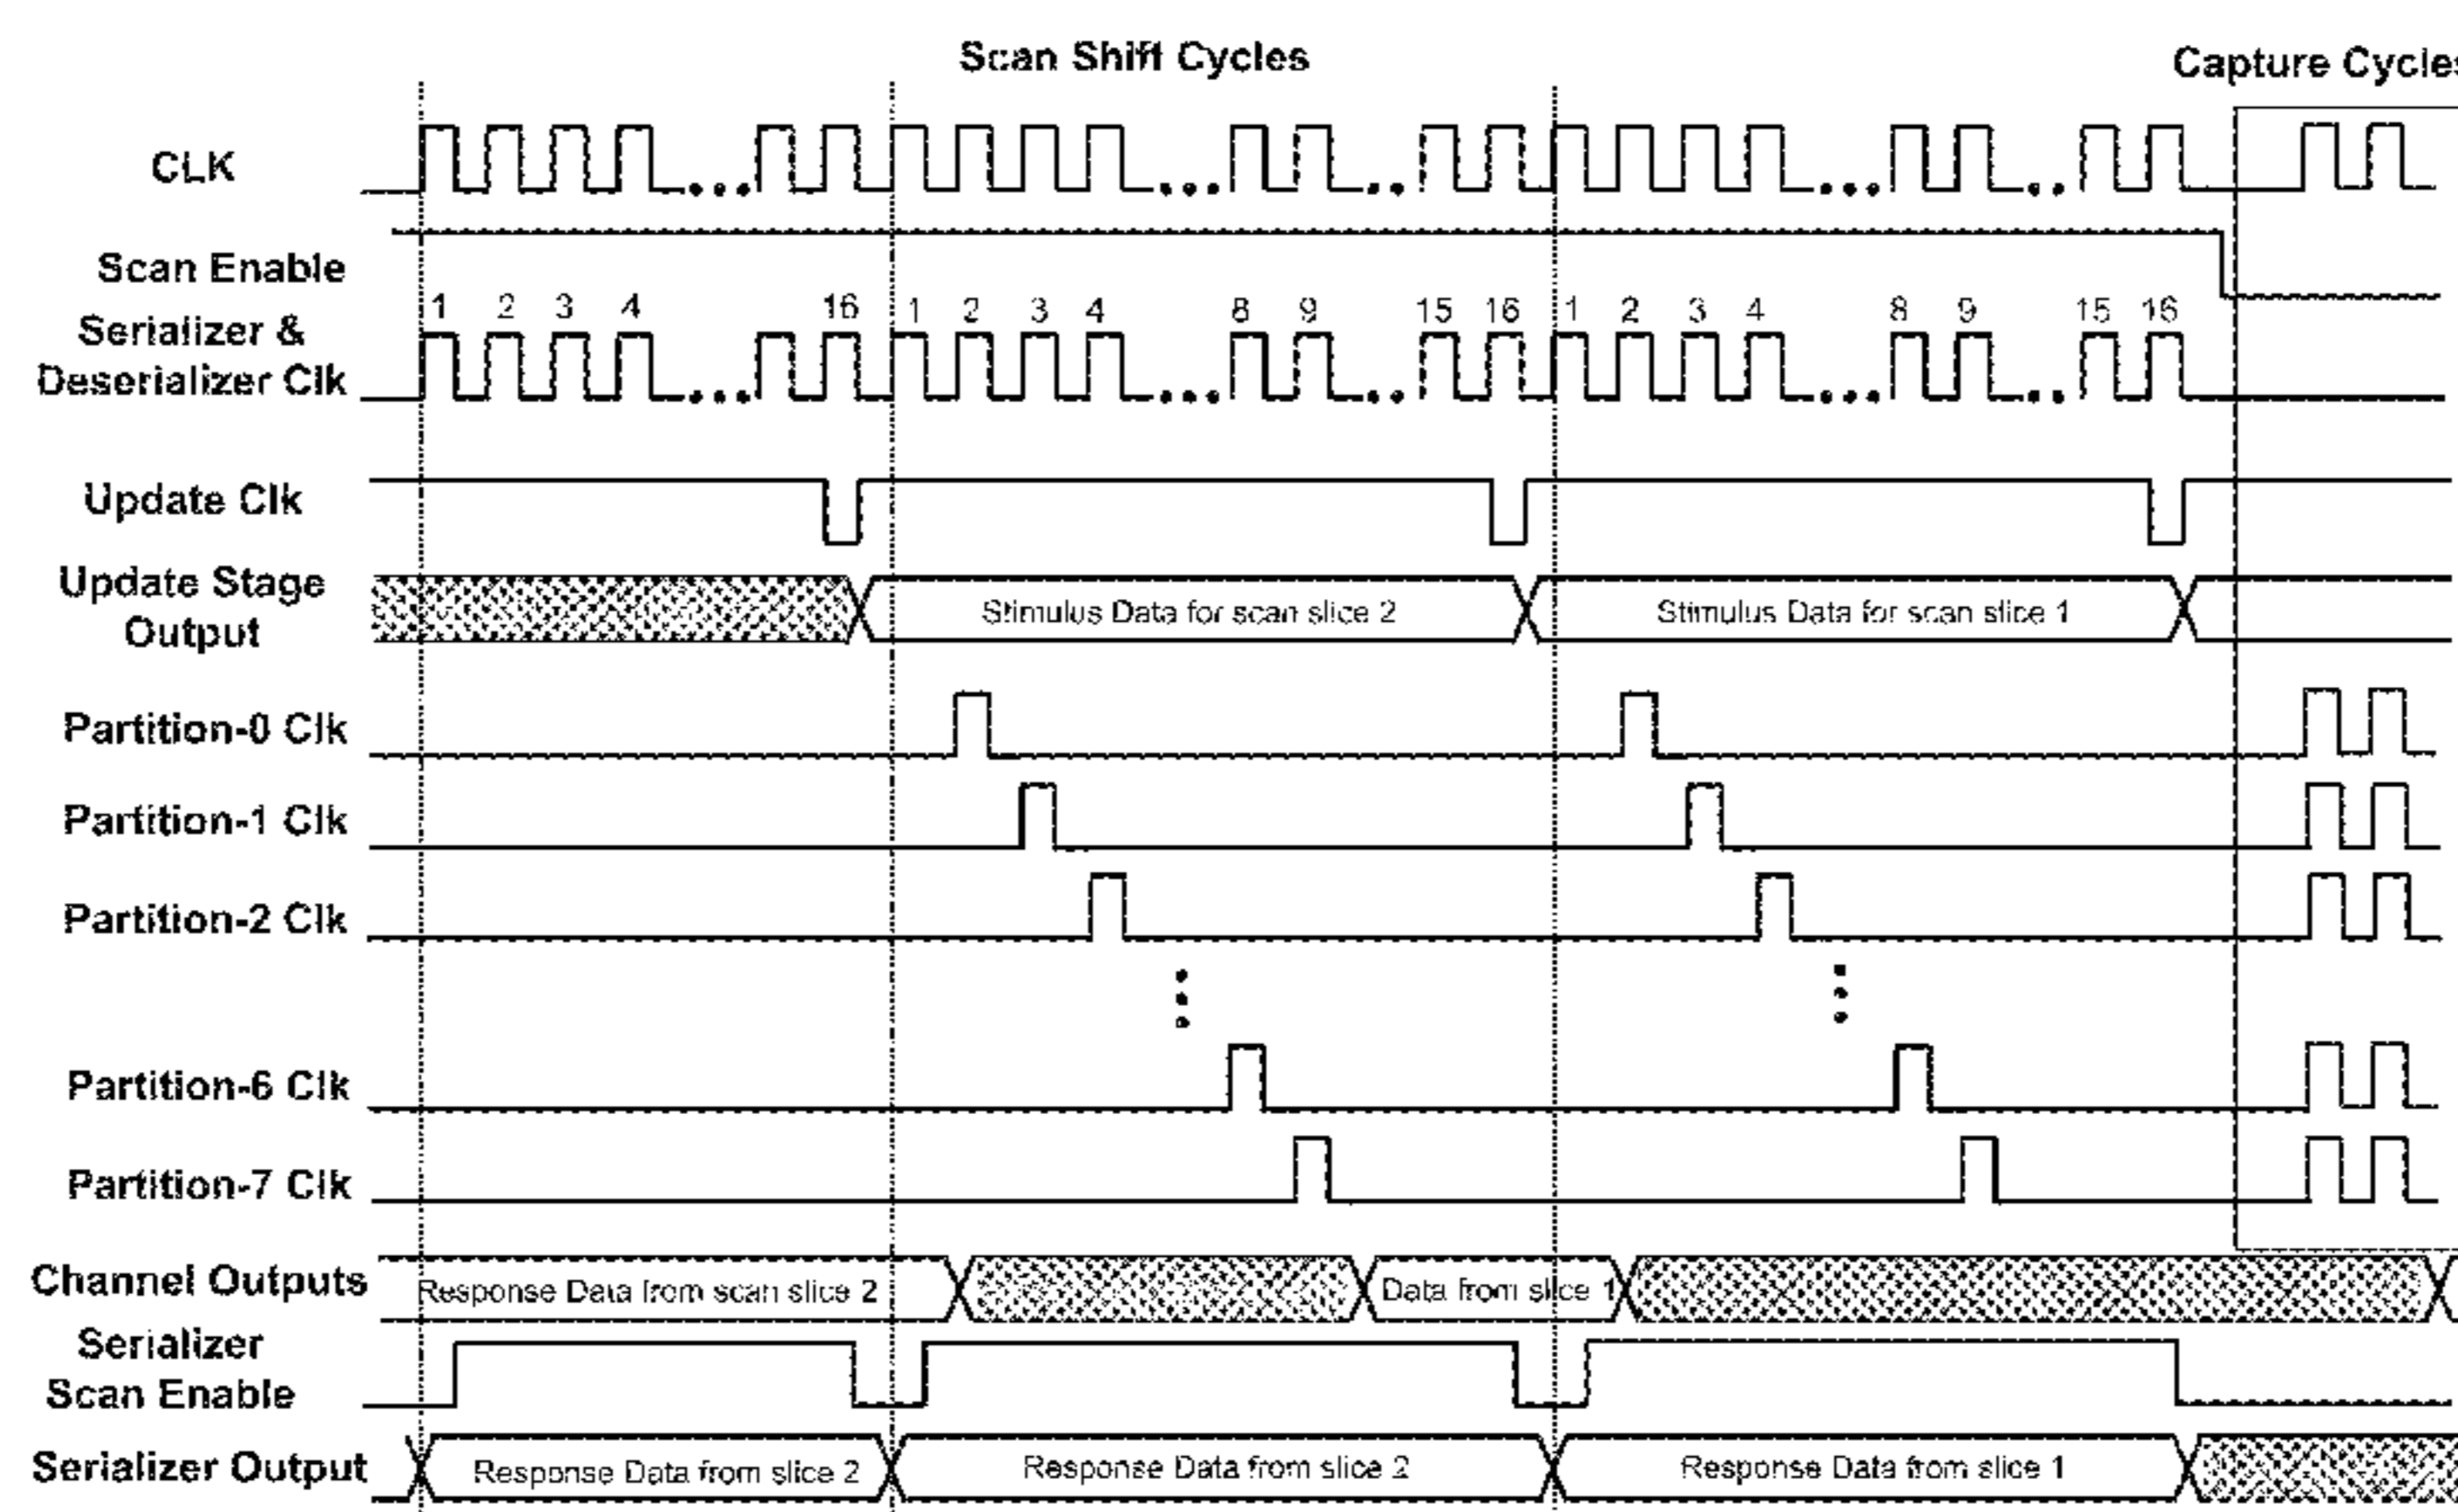 Scan Shift Cycles
Capture Cycles
CLK
Scan Enable
1 2 3 4 16 1 2 3 4 8 9 15 16 1 2 3 4 8 9 15 16
Serializer &
Deserializer Clk
Update Clk
Update Stage
Output
Stimulus Data for scan slice 2
Stimulus Data for scan slice 1
Partition-0 Clk
Partition-1 Clk
Partition-2 Clk
Partition-6 Clk
Partition-7 Clk
Channel Outputs
Response Data from scan slice 2
Data from slice 1
Serializer
Scan Enable
Serializer Output
Response Data from slice 2
Response Data from slice 2
Response Data from slice 1